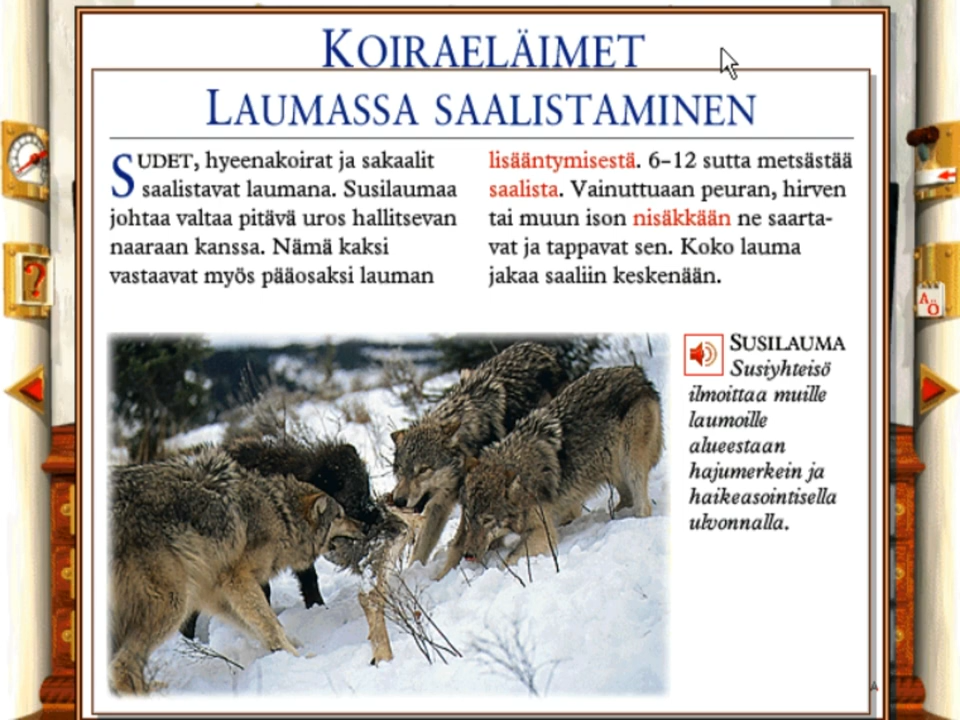 KOIRAELÄIMET
LAUMASSA SAALISTAMINEN
SUDET, hyeenakoirat ja sakaalit
saalistavat laumana. Susilaumaa
johtaa valtaa pitävä uros hallitsevan
naaraan kanssa. Nämä kaksi
vastaavat myös pääosaksi lauman
lisääntymisestä. 6–12 sutta metsästää
saalista. Vainuttuaan peuran, hirven
tai muun ison nisäkkään ne saarta-
vat ja tappavat sen. Koko lauma
jakaa saaliin keskenään.
SUSILAUMA
Susiyhteisö
ilmoittaa muille
laumoille
alueestaan
hajumerkein ja
haikeasointisella
ulvonnalla.
?
A
Ö
A